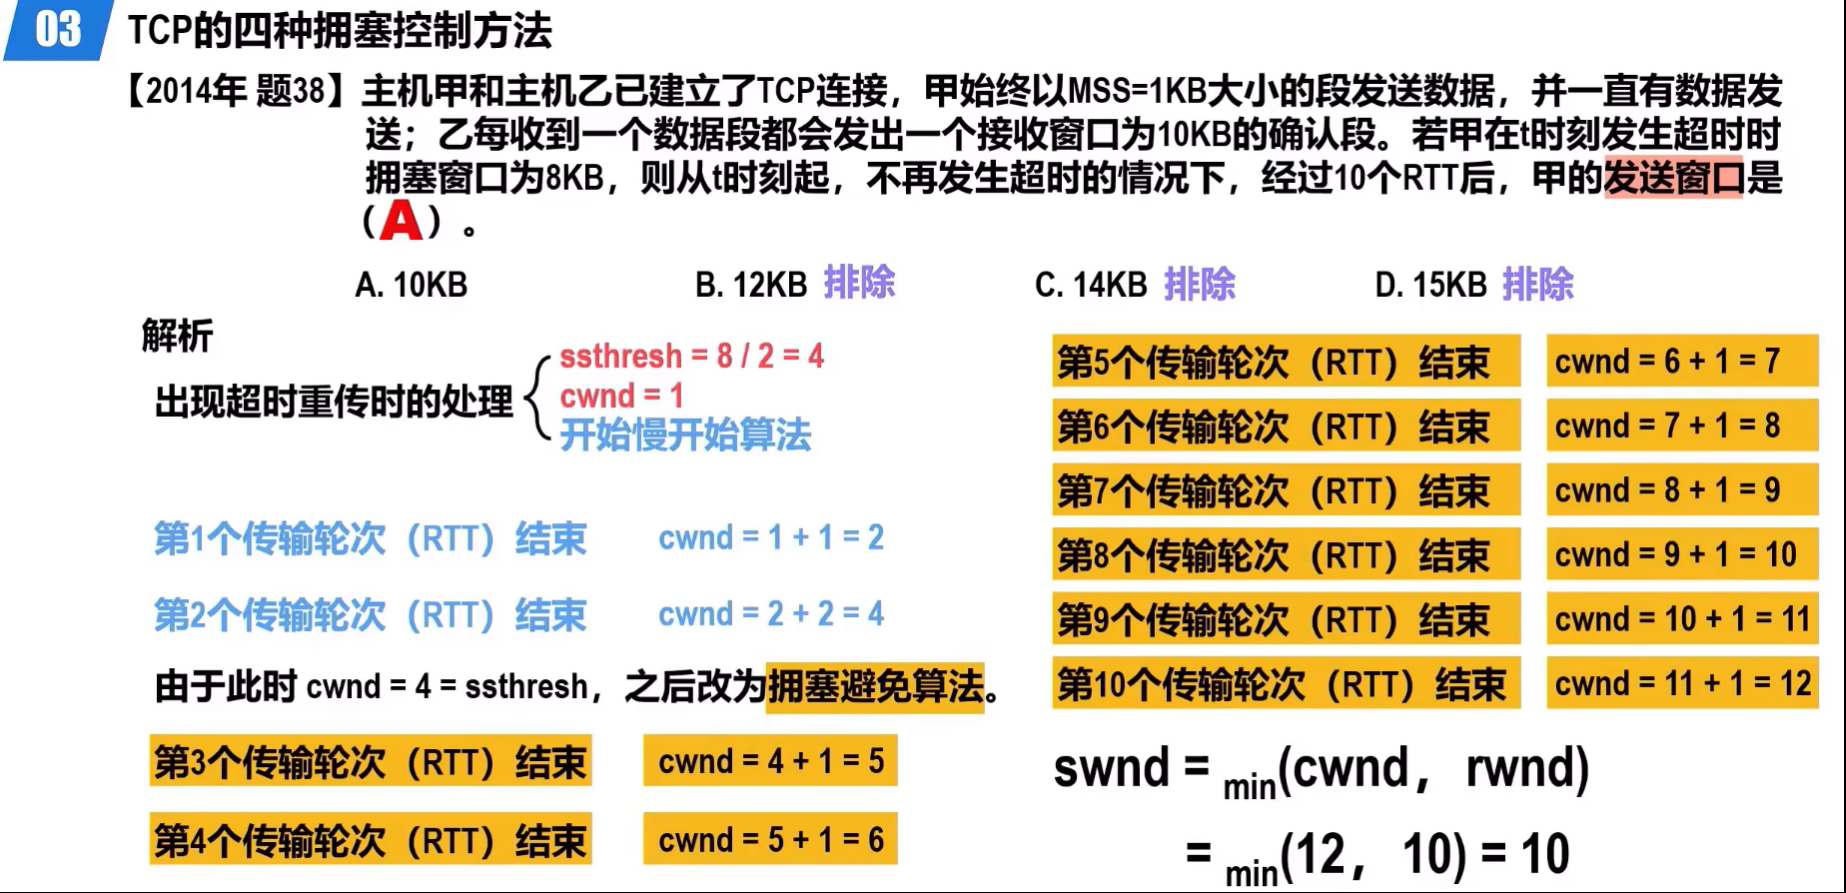 03 TCP的四种拥塞控制方法
【2014年 题38】主机甲和主机乙已建立了TCP连接，甲始终以MSS=1KB大小的段发送数据，并一直有数据发
送；乙每收到一个数据段都会发出一个接收窗口为10KB的确认段。若甲在t时刻发生超时时
拥塞窗口为8KB，则从t时刻起，不再发生超时的情况下，经过10个RTT后，甲的发送窗口是
（A）。
A. 10KB B. 12KB 排除 C. 14KB 排除 D. 15KB 排除
解析
出现超时重传时的处理
ssthresh = 8 / 2 = 4
cwnd = 1
开始慢开始算法
第1个传输轮次（RTT）结束 cwnd = 1 + 1 = 2
第2个传输轮次（RTT）结束 cwnd = 2 + 2 = 4
由于此时 cwnd = 4 = ssthresh，之后改为拥塞避免算法。
第3个传输轮次（RTT）结束 cwnd = 4 + 1 = 5
第4个传输轮次（RTT）结束 cwnd = 5 + 1 = 6
第5个传输轮次（RTT）结束 cwnd = 6 + 1 = 7
第6个传输轮次（RTT）结束 cwnd = 7 + 1 = 8
第7个传输轮次（RTT）结束 cwnd = 8 + 1 = 9
第8个传输轮次（RTT）结束 cwnd = 9 + 1 = 10
第9个传输轮次（RTT）结束 cwnd = 10 + 1 = 11
第10个传输轮次（RTT）结束 cwnd = 11 + 1 = 12
swnd = min(cwnd，rwnd)
= min(12，10) = 10